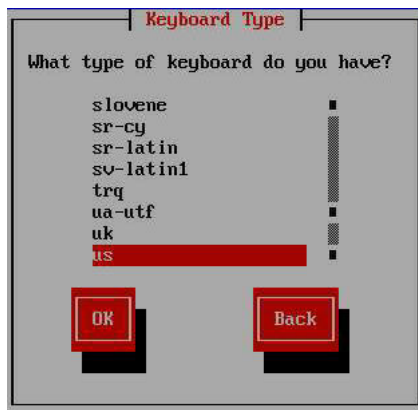 Keyboard Type
What type of keyboard do you have?
slovene
sr-cy
sr-latin
sv-latin1
trq
ua-utf
uk
us
OK Back